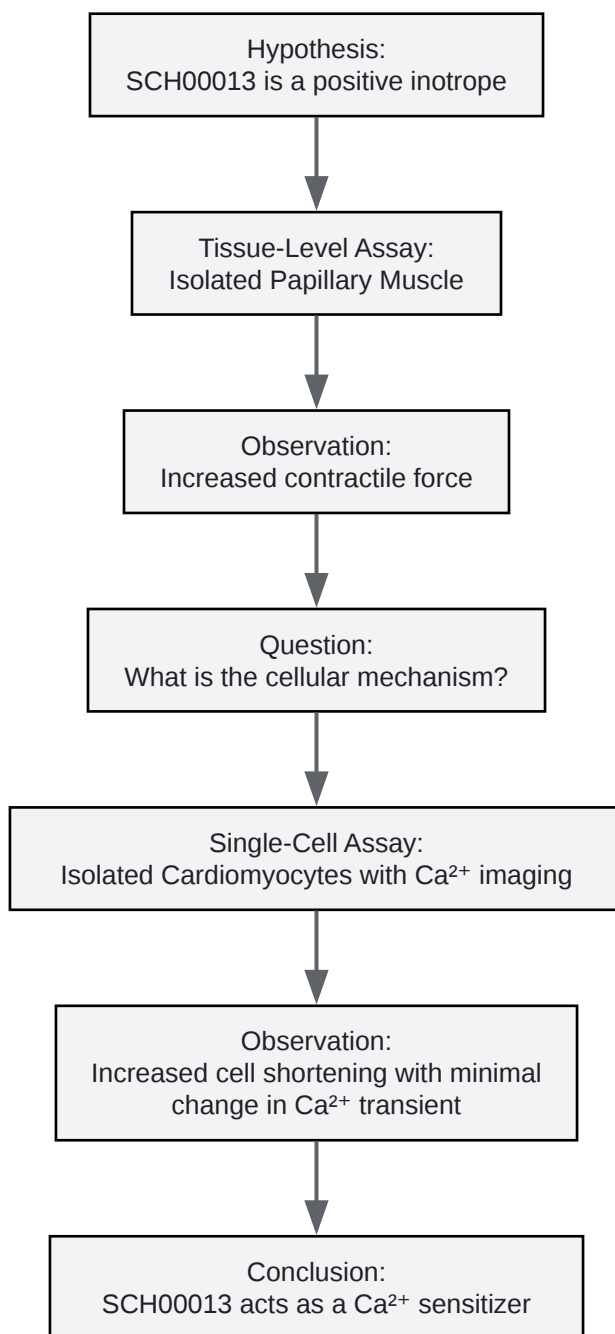 Hypothesis:
SCH00013 is a positive inotrope
Tissue-Level Assay:
Isolated Papillary Muscle
Observation:
Increased contractile force
Question:
What is the cellular mechanism?
Single-Cell Assay:
Isolated Cardiomyocytes with Ca²⁺ imaging
Observation:
Increased cell shortening with minimal
change in Ca²⁺ transient
Conclusion:
SCH00013 acts as a Ca²⁺ sensitizer